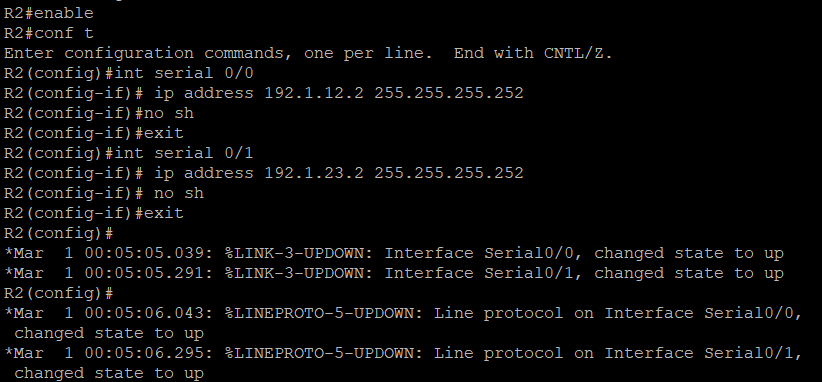 R2#enable
R2#conf t
Enter configuration commands, one per line.  End with CNTL/Z.
R2(config)#int serial 0/0
R2(config-if)# ip address 192.1.12.2 255.255.255.252
R2(config-if)#no sh
R2(config-if)#exit
R2(config)#int serial 0/1
R2(config-if)# ip address 192.1.23.2 255.255.255.252
R2(config-if)# no sh
R2(config-if)#exit
R2(config)#
*Mar  1 00:05:05.039: %LINK-3-UPDOWN: Interface Serial0/0, changed state to up
*Mar  1 00:05:05.291: %LINK-3-UPDOWN: Interface Serial0/1, changed state to up
R2(config)#
*Mar  1 00:05:06.043: %LINEPROTO-5-UPDOWN: Line protocol on Interface Serial0/0,
 changed state to up
*Mar  1 00:05:06.295: %LINEPROTO-5-UPDOWN: Line protocol on Interface Serial0/1,
 changed state to up